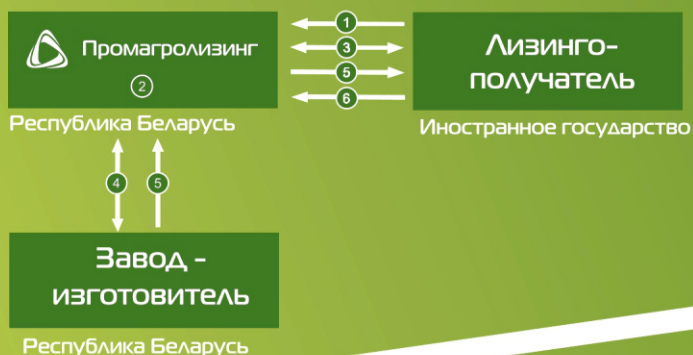 Промагролизинг
2
Республика Беларусь
1
3
5
6
Лизинго-
получатель
Иностранное государство
4
5
Завод -
изготовитель
Республика Беларусь